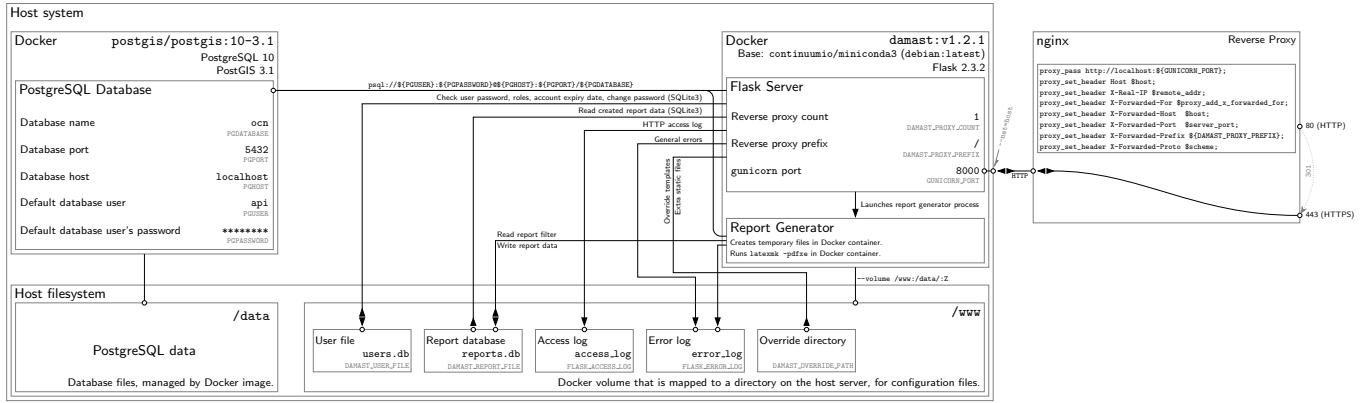 Host system
Docker postgis/postgis:10-3.1
PostgreSQL 10
PostGIS 3.1
PostgreSQL Database
Database name ocn
PGDATABASE
Database port 5432
PGPORT
Database host localhost
PGHOST
Default database user api
PGUSER
Default database user's password ********
PGPASSWORD
psql://${PGUSER}:${PGPASSWORD}@${PGHOST}:${PGPORT}/${PGDATABASE}
Check user password, roles, account expiry date, change password (SQLite3)
Read created report data (SQLite3)
HTTP access log
General errors
Override templates
Extra static files
Read report filter
Write report data
Docker damast:v1.2.1
Base: continuumio/miniconda3 (debian:latest)
Flask 2.3.2
Flask Server
Reverse proxy count 1
DAMAST_PROXY_COUNT
Reverse proxy prefix /
DAMAST_PROXY_PREFIX
gunicorn port 8000
GUNICORN_PORT
Launches report generator process
Report Generator
Creates temporary files in Docker container.
Runs latexmk -pdfxe in Docker container.
--volume /www:/data/:Z
--net=host
HTTP
nginx Reverse Proxy
proxy_pass http://localhost:${GUNICORN_PORT};
proxy_set_header Host $host;
proxy_set_header X-Real-IP $remote_addr;
proxy_set_header X-Forwarded-For $proxy_add_x_forwarded_for;
proxy_set_header X-Forwarded-Host $host;
proxy_set_header X-Forwarded-Port $server_port;
proxy_set_header X-Forwarded-Prefix ${DAMAST_PROXY_PREFIX};
proxy_set_header X-Forwarded-Proto $scheme;
80 (HTTP)
301
443 (HTTPS)
Host filesystem
/data
PostgreSQL data
Database files, managed by Docker image.
/www
User file
users.db
DAMAST_USER_FILE
Report database
reports.db
DAMAST_REPORT_FILE
Access log
access_log
FLASK_ACCESS_LOG
Error log
error_log
FLASK_ERROR_LOG
Override directory
DAMAST_OVERRIDE_PATH
Docker volume that is mapped to a directory on the host server, for configuration files.